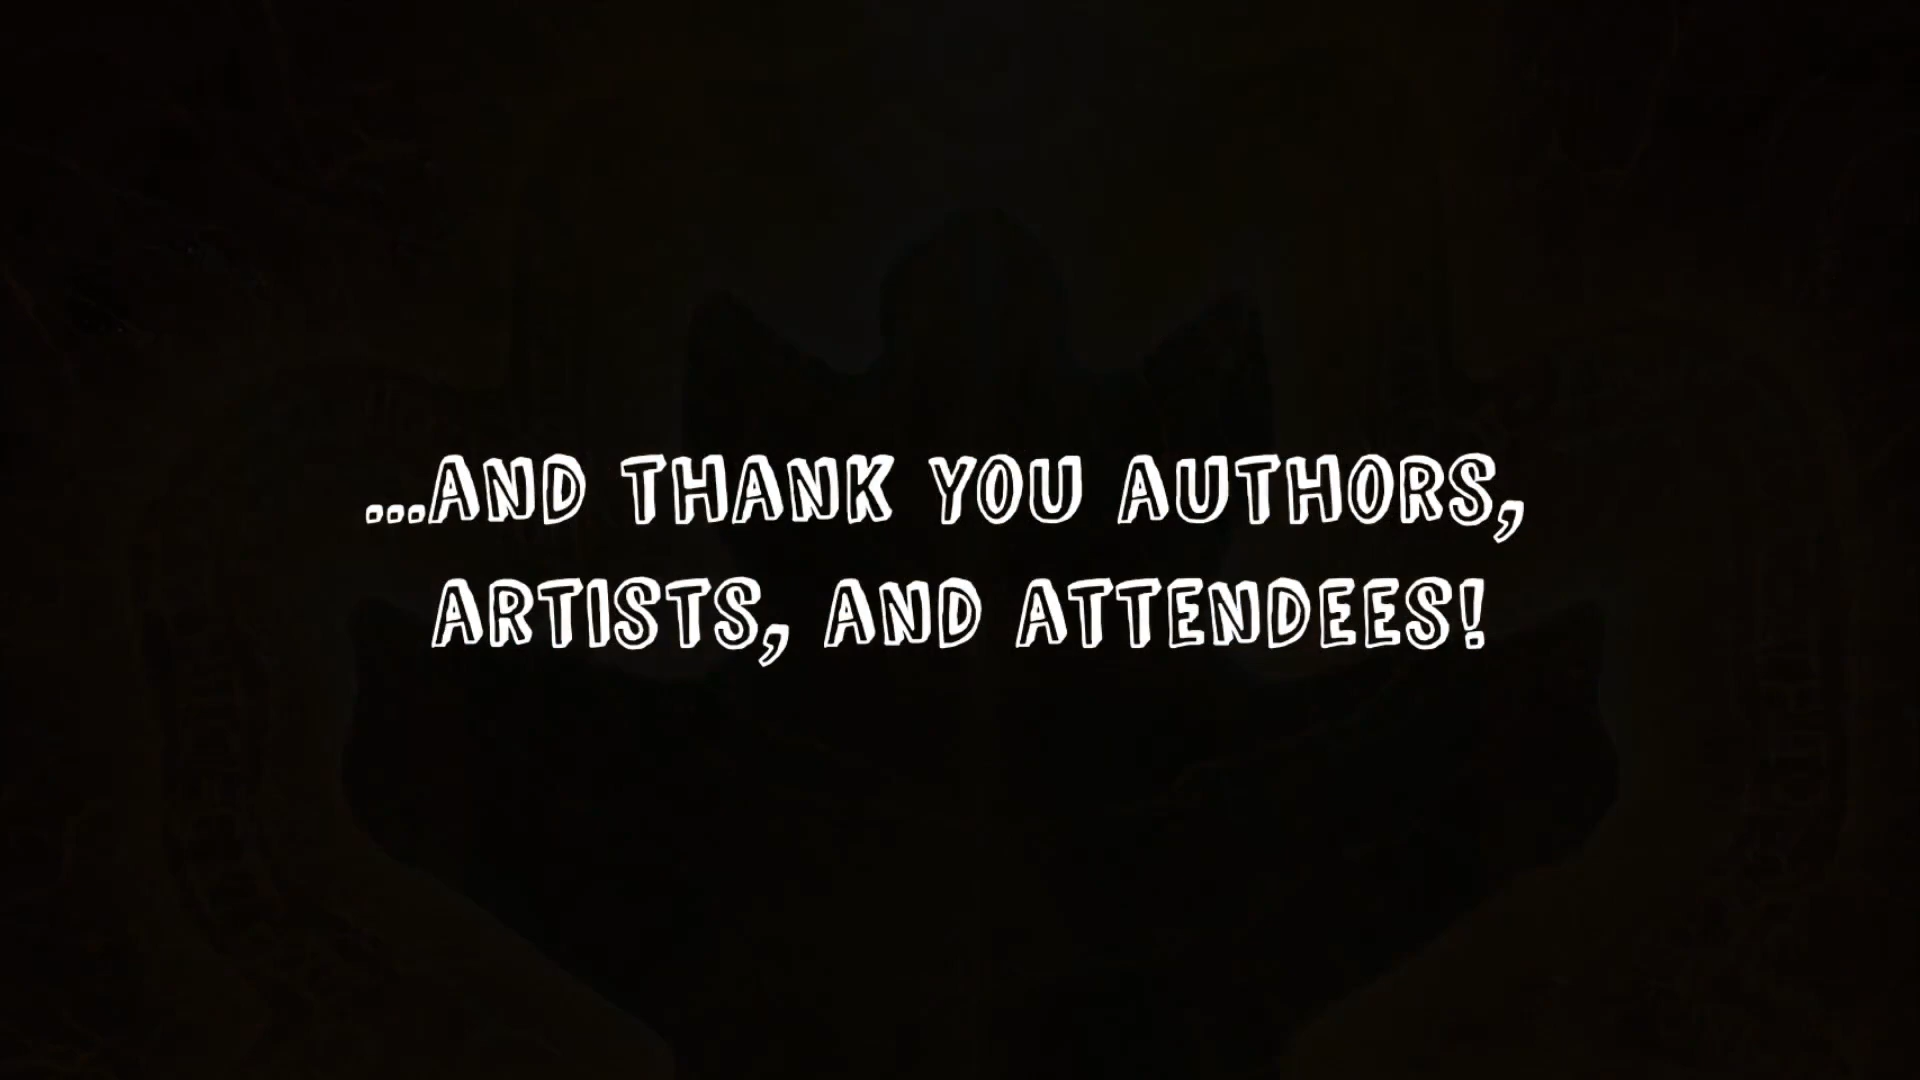 ...AND THANK YOU AUTHORS,
ARTISTS, AND ATTENDEES!